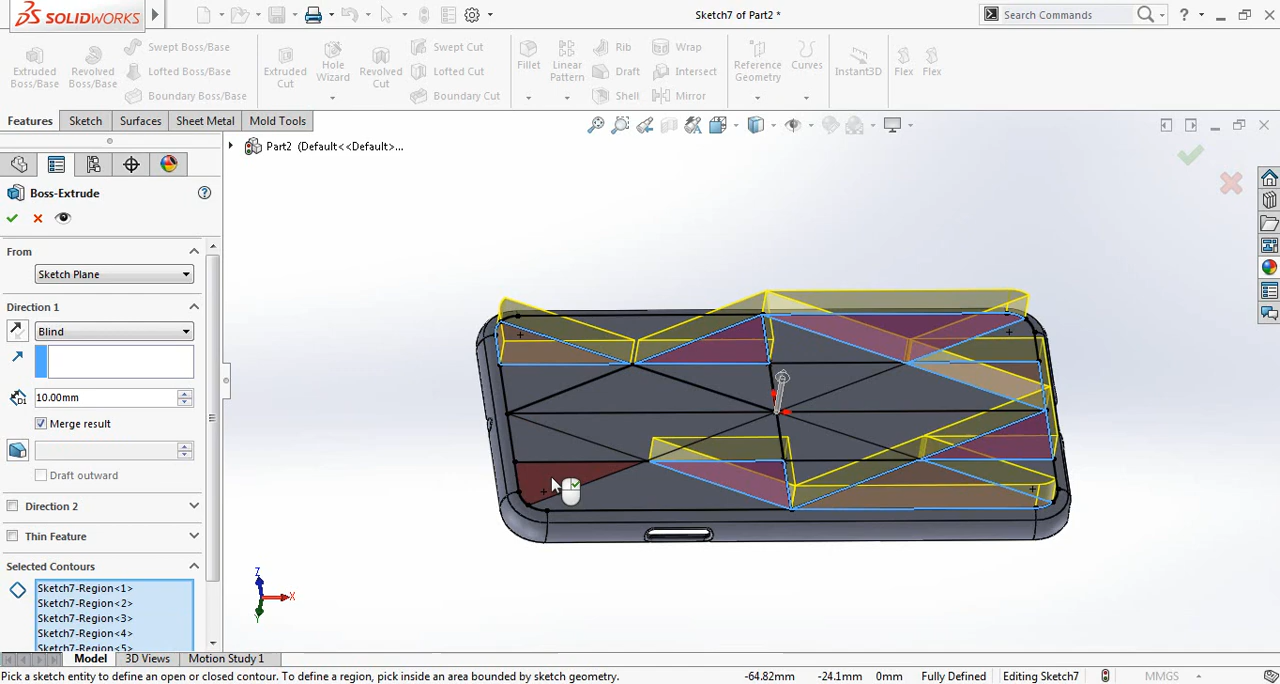 SOLIDWORKS
Sketch7 of Part2 *
Search Commands
Extruded Boss/Base
Revolved Boss/Base
Swept Boss/Base
Lofted Boss/Base
Boundary Boss/Base
Extruded Cut
Hole Wizard
Revolved Cut
Swept Cut
Lofted Cut
Boundary Cut
Fillet
Linear Pattern
Rib
Draft
Shell
Wrap
Intersect
Mirror
Reference Geometry
Curves
Instant3D
Flex
Flex
Features
Sketch
Surfaces
Sheet Metal
Mold Tools
Part2 (Default<<Default>...
Boss-Extrude
From
Sketch Plane
Direction 1
Blind
D1
10.00mm
Merge result
Draft outward
Direction 2
Thin Feature
Selected Contours
Sketch7-Region<1>
Sketch7-Region<2>
Sketch7-Region<3>
Sketch7-Region<4>
Sketch7-Region<5>
Z
X
Y
Model
3D Views
Motion Study 1
Pick a sketch entity to define an open or closed contour. To define a region, pick inside an area bounded by sketch geometry.
-64.82mm
-24.1mm
0mm
Fully Defined
Editing Sketch7
MMGS